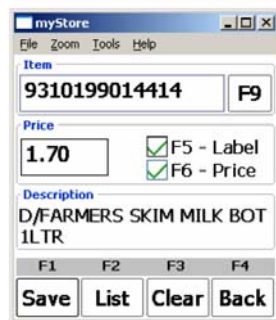 myStore
File Zoom Tools Help
Item
9310199014414 F9
Price
1.70
F5 - Label
F6 - Price
Description
D/FARMERS SKIM MILK BOT
1LTR
F1 F2 F3 F4
Save List Clear Back